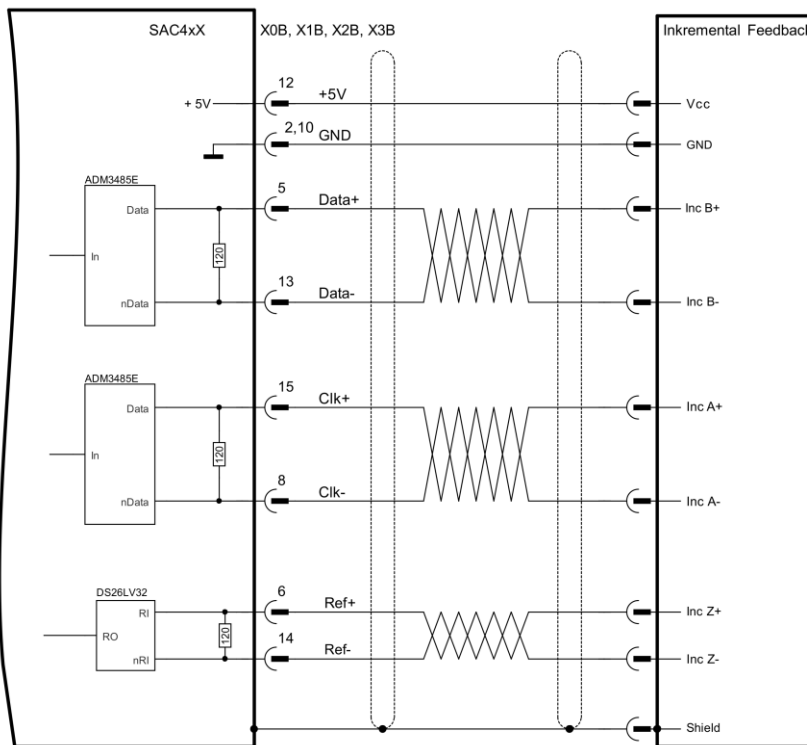 SAC4xX
X0B, X1B, X2B, X3B
Inkremental Feedback
12
+5V
+ 5V
Vcc
2,10
GND
GND
ADM3485E
5
Data
Data+
Inc B+
In
120
13
nData
Data-
Inc B-
ADM3485E
15
Data
Clk+
Inc A+
In
120
8
nData
Clk-
Inc A-
DS26LV32
6
RI
Ref+
Inc Z+
RO
120
14
nRI
Ref-
Inc Z-
Shield